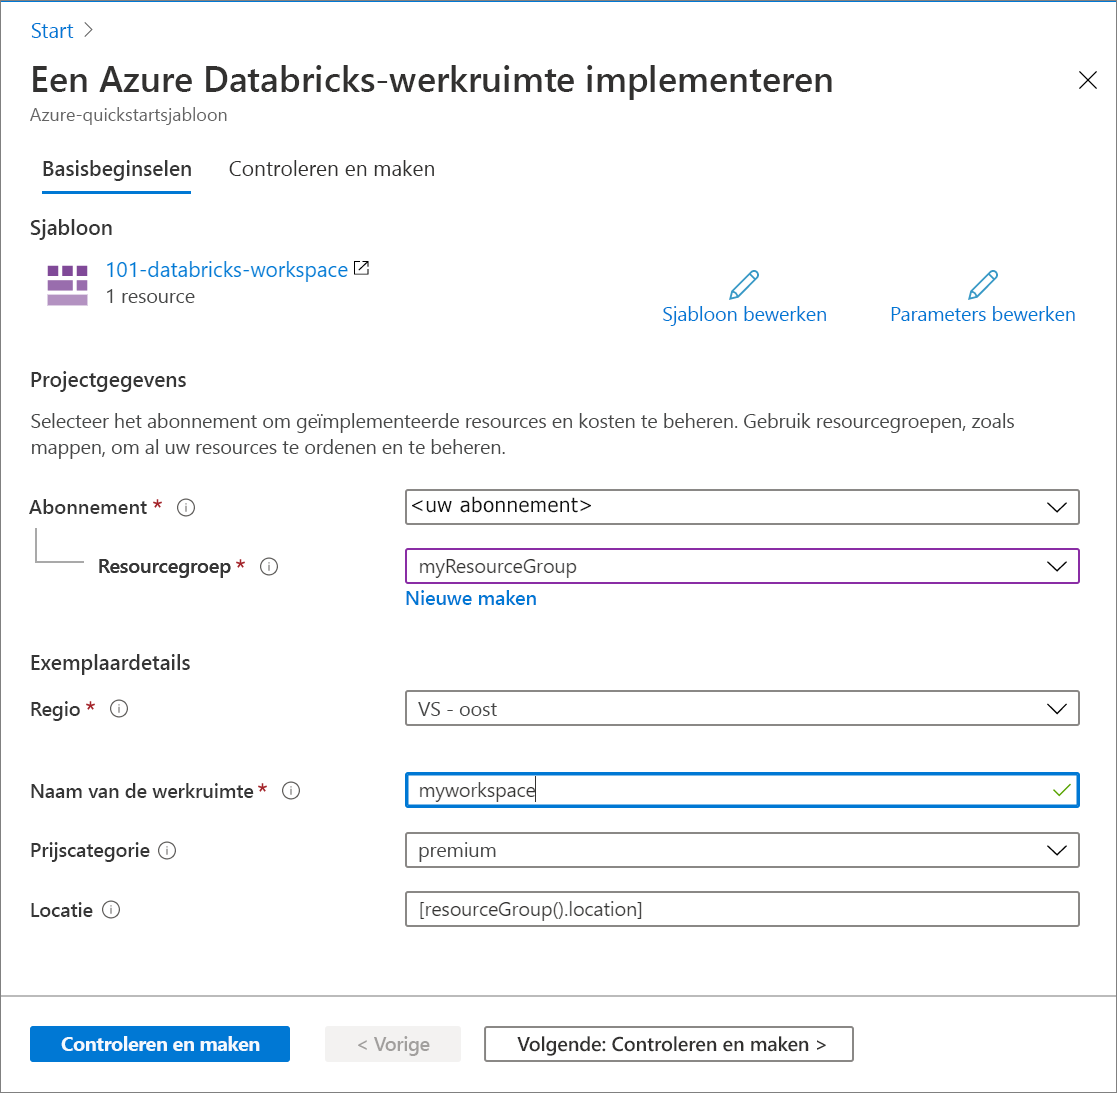 Start >
Een Azure Databricks-werkruimte implementeren
Azure-quickstartsjabloon
Basisbeginselen Controleren en maken
Sjabloon
101-databricks-workspace
1 resource
Sjabloon bewerken Parameters bewerken
Projectgegevens
Selecteer het abonnement om geïmplementeerde resources en kosten te beheren. Gebruik resourcegroepen, zoals
mappen, om al uw resources te ordenen en te beheren.
Abonnement * <uw abonnement>
Resourcegroep * myResourceGroup
Nieuwe maken
Exemplaardetails
Regio * VS - oost
Naam van de werkruimte * myworkspace
Prijscategorie premium
Locatie [resourceGroup().location]
Controleren en maken < Vorige Volgende: Controleren en maken >